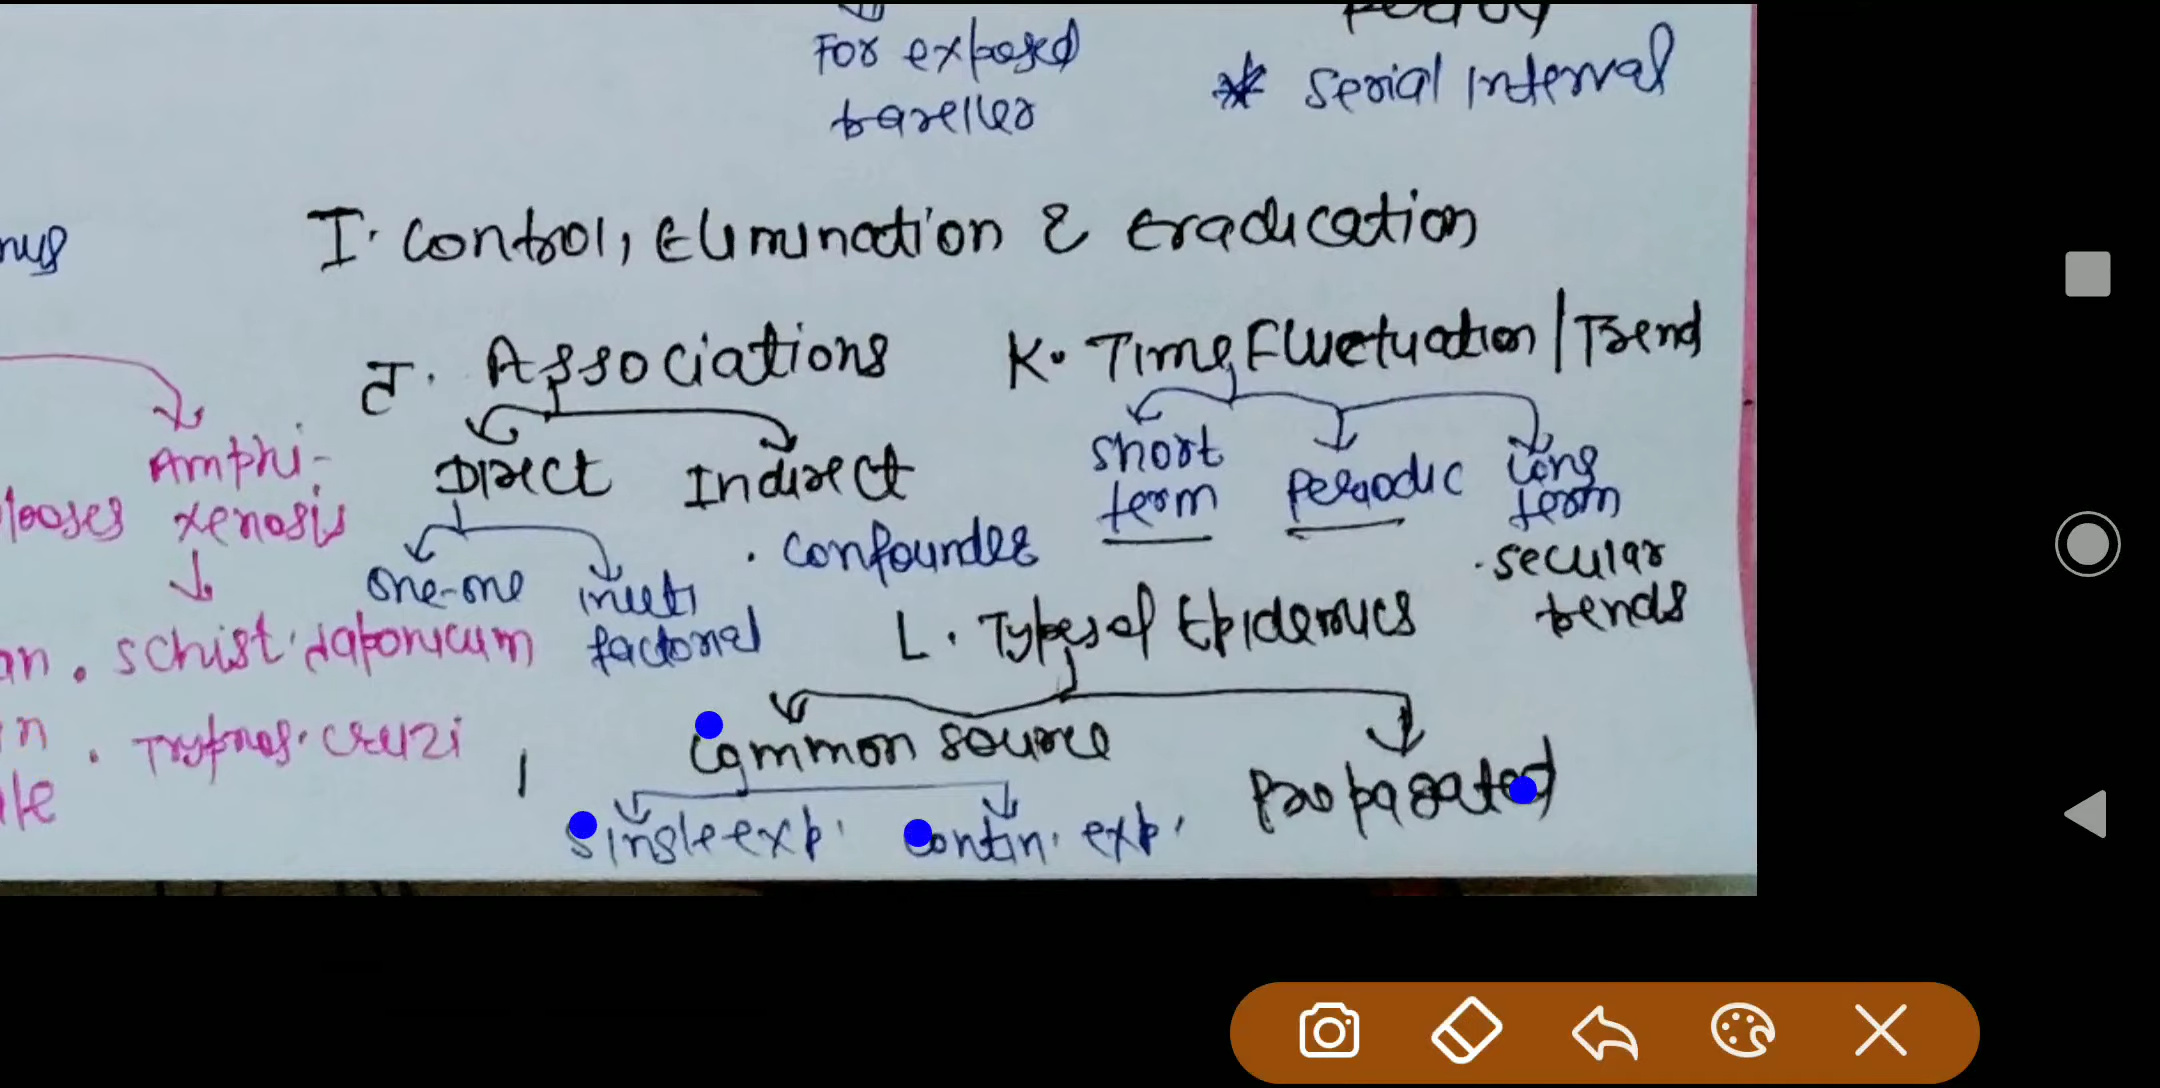 For exposed
traveller
* Serial Interval
I. Control, Elimination & Eradication
J. Associations
K. Time Fluctuation / Trend
Direct Indirect
short
term
Periodic
long
term
Amphi-
xenosis
. confounder
. secular
trends
one-one
multi
factorial
L. Types of Epidemics
. Schist. Japonicum
. Trypnos. cruzi
Common source
Propagated
Single exp. Contin. exp.